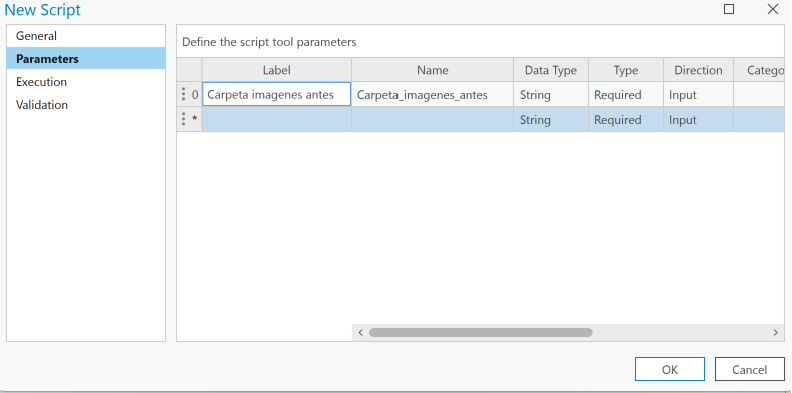 New Script
General
Parameters
Execution
Validation
Define the script tool parameters
Label Name Data Type Type Direction Catego
0 Carpeta imagenes antes Carpeta_imagenes_antes String Required Input
* String Required Input
OK Cancel